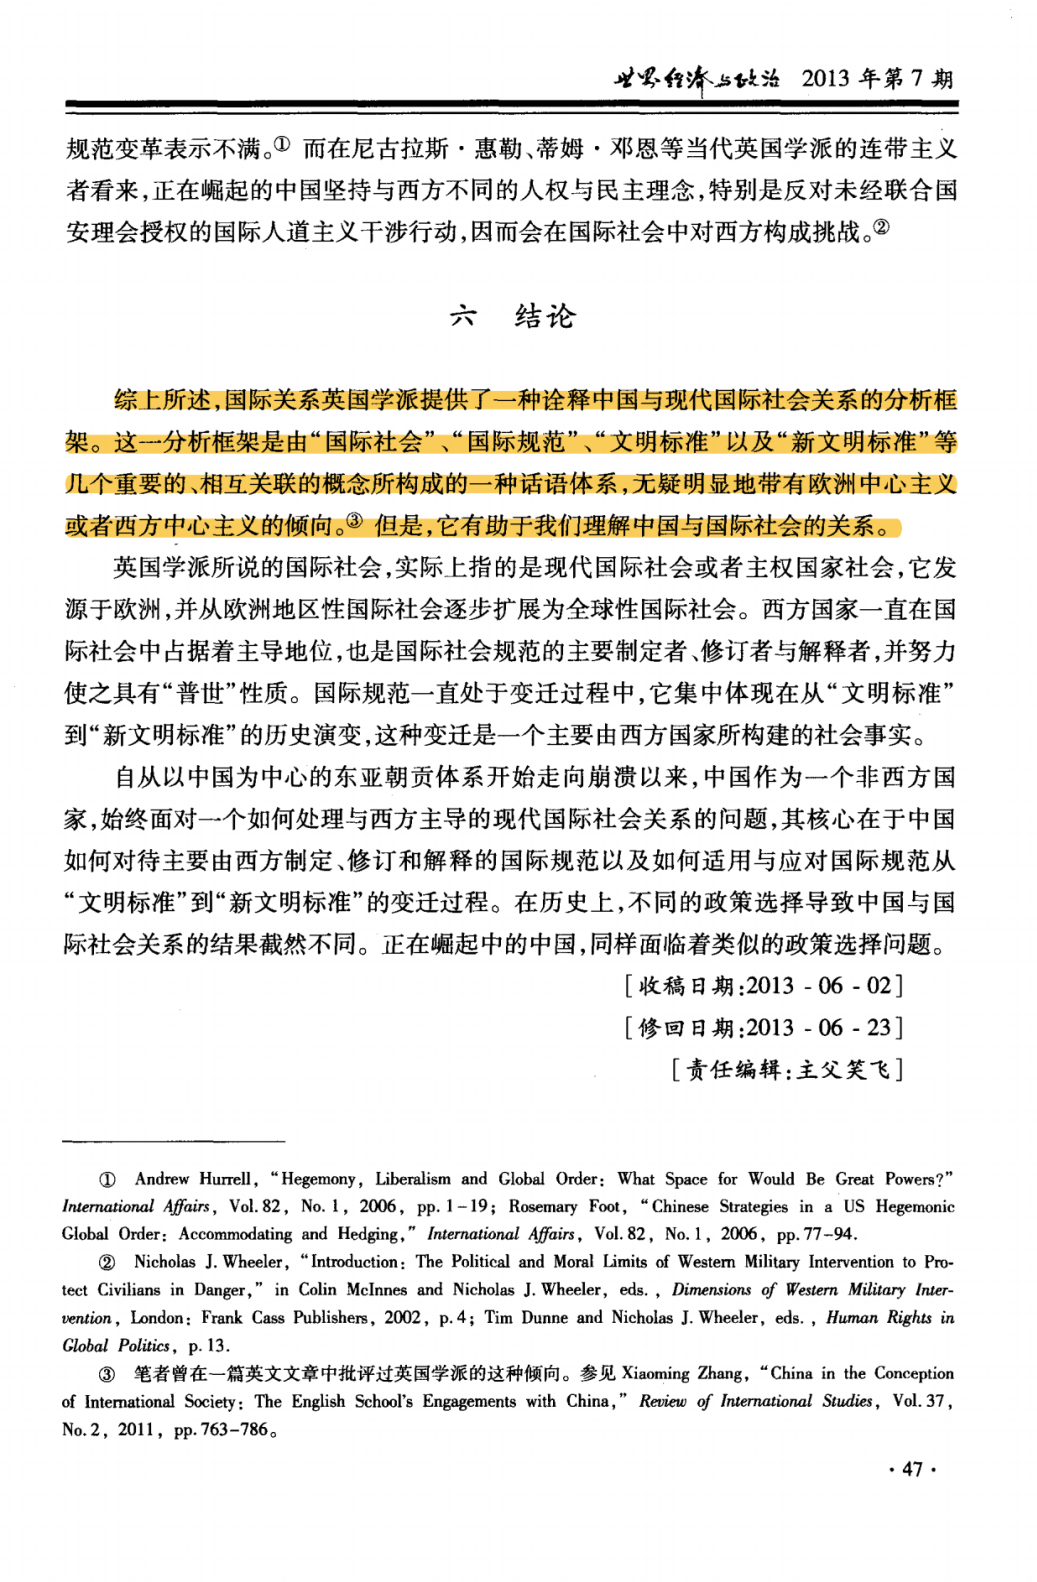 世界经济与政治 2013 年第 7 期
规范变革表示不满。① 而在尼古拉斯·惠勒、蒂姆·邓恩等当代英国学派的连带主义
者看来,正在崛起的中国坚持与西方不同的人权与民主理念,特别是反对未经联合国
安理会授权的国际人道主义干涉行动,因而会在国际社会中对西方构成挑战。②
六 结论
综上所述,国际关系英国学派提供了一种诠释中国与现代国际社会关系的分析框
架。这一分析框架是由“国际社会”、“国际规范”、“文明标准”以及“新文明标准”等
几个重要的、相互关联的概念所构成的一种话语体系,无疑明显地带有欧洲中心主义
或者西方中心主义的倾向。③ 但是,它有助于我们理解中国与国际社会的关系。
英国学派所说的国际社会,实际上指的是现代国际社会或者主权国家社会,它发
源于欧洲,并从欧洲地区性国际社会逐步扩展为全球性国际社会。西方国家一直在国
际社会中占据着主导地位,也是国际社会规范的主要制定者、修订者与解释者,并努力
使之具有“普世”性质。国际规范一直处于变迁过程中,它集中体现在从“文明标准”
到“新文明标准”的历史演变,这种变迁是一个主要由西方国家所构建的社会事实。
自从以中国为中心的东亚朝贡体系开始走向崩溃以来,中国作为一个非西方国
家,始终面对一个如何处理与西方主导的现代国际社会关系的问题,其核心在于中国
如何对待主要由西方制定、修订和解释的国际规范以及如何适用与应对国际规范从
“文明标准”到“新文明标准”的变迁过程。在历史上,不同的政策选择导致中国与国
际社会关系的结果截然不同。正在崛起中的中国,同样面临着类似的政策选择问题。
[收稿日期:2013 - 06 - 02]
[修回日期:2013 - 06 - 23]
[责任编辑:主父笑飞]
① Andrew Hurrell, “Hegemony, Liberalism and Global Order: What Space for Would Be Great Powers?”
International Affairs, Vol. 82, No. 1, 2006, pp. 1-19; Rosemary Foot, “Chinese Strategies in a US Hegemonic
Global Order: Accommodating and Hedging,” International Affairs, Vol. 82, No. 1, 2006, pp. 77-94.
② Nicholas J. Wheeler, “Introduction: The Political and Moral Limits of Western Military Intervention to Pro-
tect Civilians in Danger,” in Colin McInnes and Nicholas J. Wheeler, eds. , Dimensions of Western Military Inter-
vention, London: Frank Cass Publishers, 2002, p. 4; Tim Dunne and Nicholas J. Wheeler, eds. , Human Rights in
Global Politics, p. 13.
③ 笔者曾在一篇英文文章中批评过英国学派的这种倾向。参见 Xiaoming Zhang, “China in the Conception
of International Society: The English School's Engagements with China,” Review of International Studies, Vol. 37,
No. 2, 2011, pp. 763-786。
· 47 ·